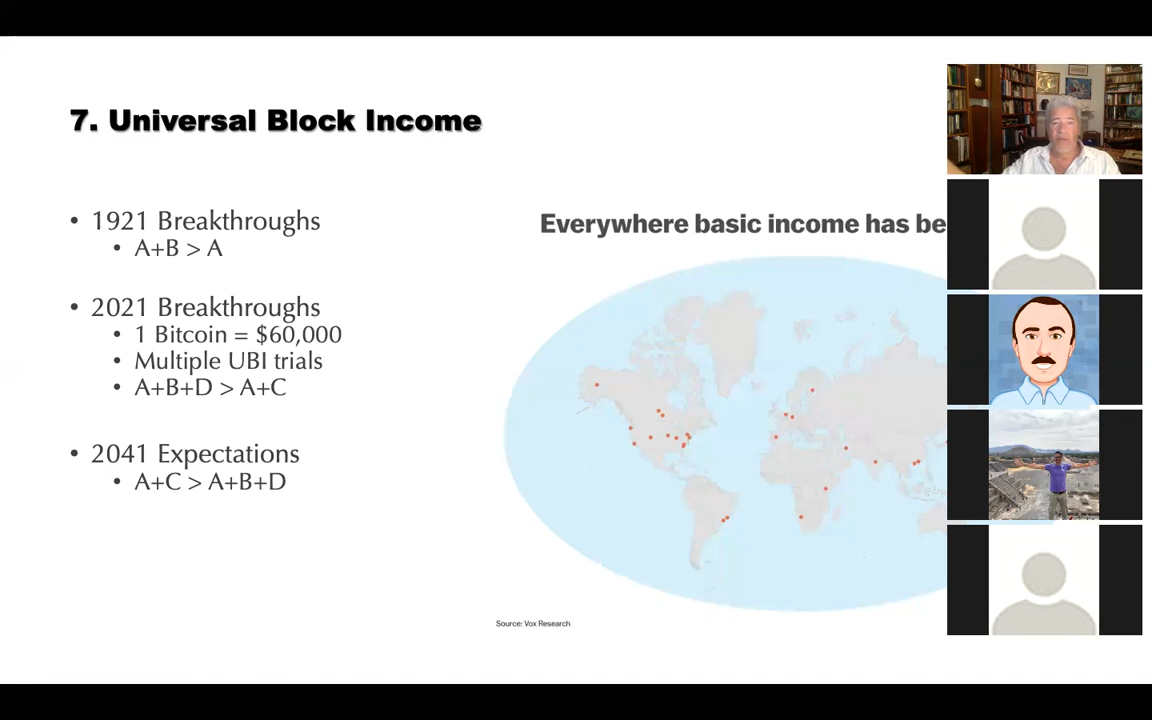 7. Universal Block Income
• 1921 Breakthroughs
• A+B > A
• 2021 Breakthroughs
• 1 Bitcoin = $60,000
• Multiple UBI trials
• A+B+D > A+C
• 2041 Expectations
• A+C > A+B+D
Everywhere basic income has be
Source: Vox Research